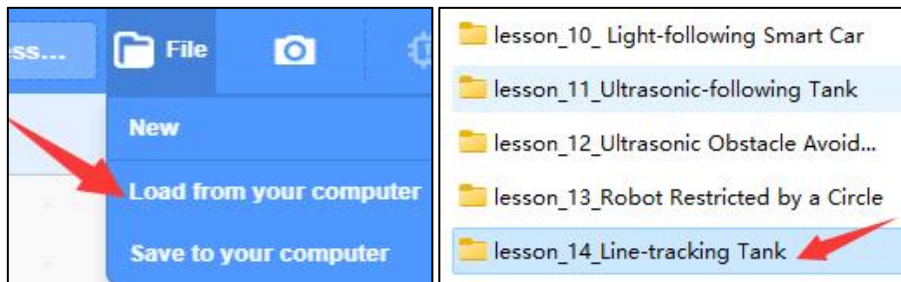 ss...
File
New
Load from your computer
Save to your computer
lesson_10_ Light-following Smart Car
lesson_11_Ultrasonic-following Tank
lesson_12_Ultrasonic Obstacle Avoid...
lesson_13_Robot Restricted by a Circle
lesson_14_Line-tracking Tank